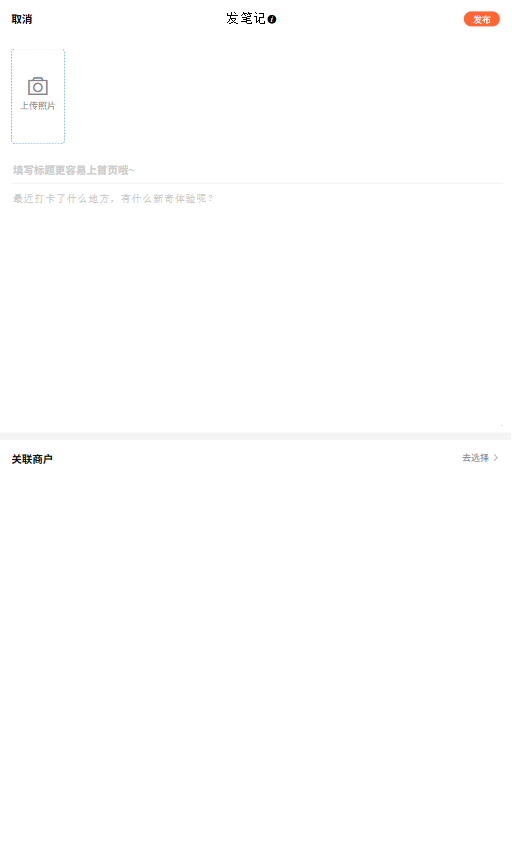 取消
发笔记
发布
上传照片
填写标题更容易上首页哦~
最近打卡了什么地方，有什么新奇体验呢？
关联商户
去选择